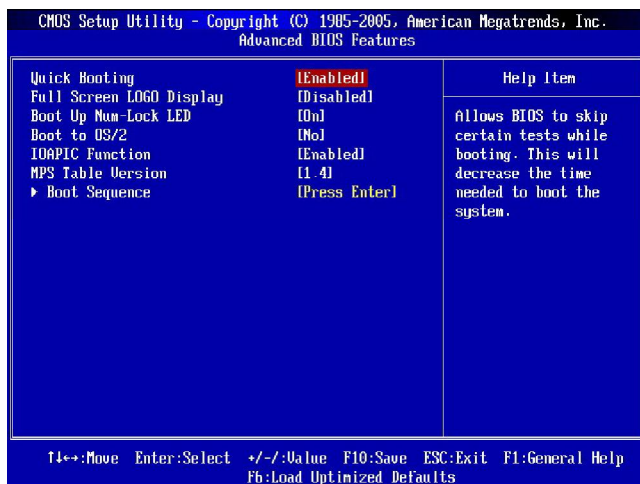 CMOS Setup Utility - Copyright (C) 1985-2005, American Megatrends, Inc.
Advanced BIOS Features
Quick Booting [Enabled]
Full Screen LOGO Display [Disabled]
Boot Up Num-Lock LED [On]
Boot to OS/2 [No]
IOAPIC Function [Enabled]
MPS Table Version [1.4]
▶ Boot Sequence [Press Enter]
Help Item
Allows BIOS to skip
certain tests while
booting. This will
decrease the time
needed to boot the
system.
↑↓←→:Move Enter:Select +/-/:Value F10:Save ESC:Exit F1:General Help
F6:Load Optimized Defaults